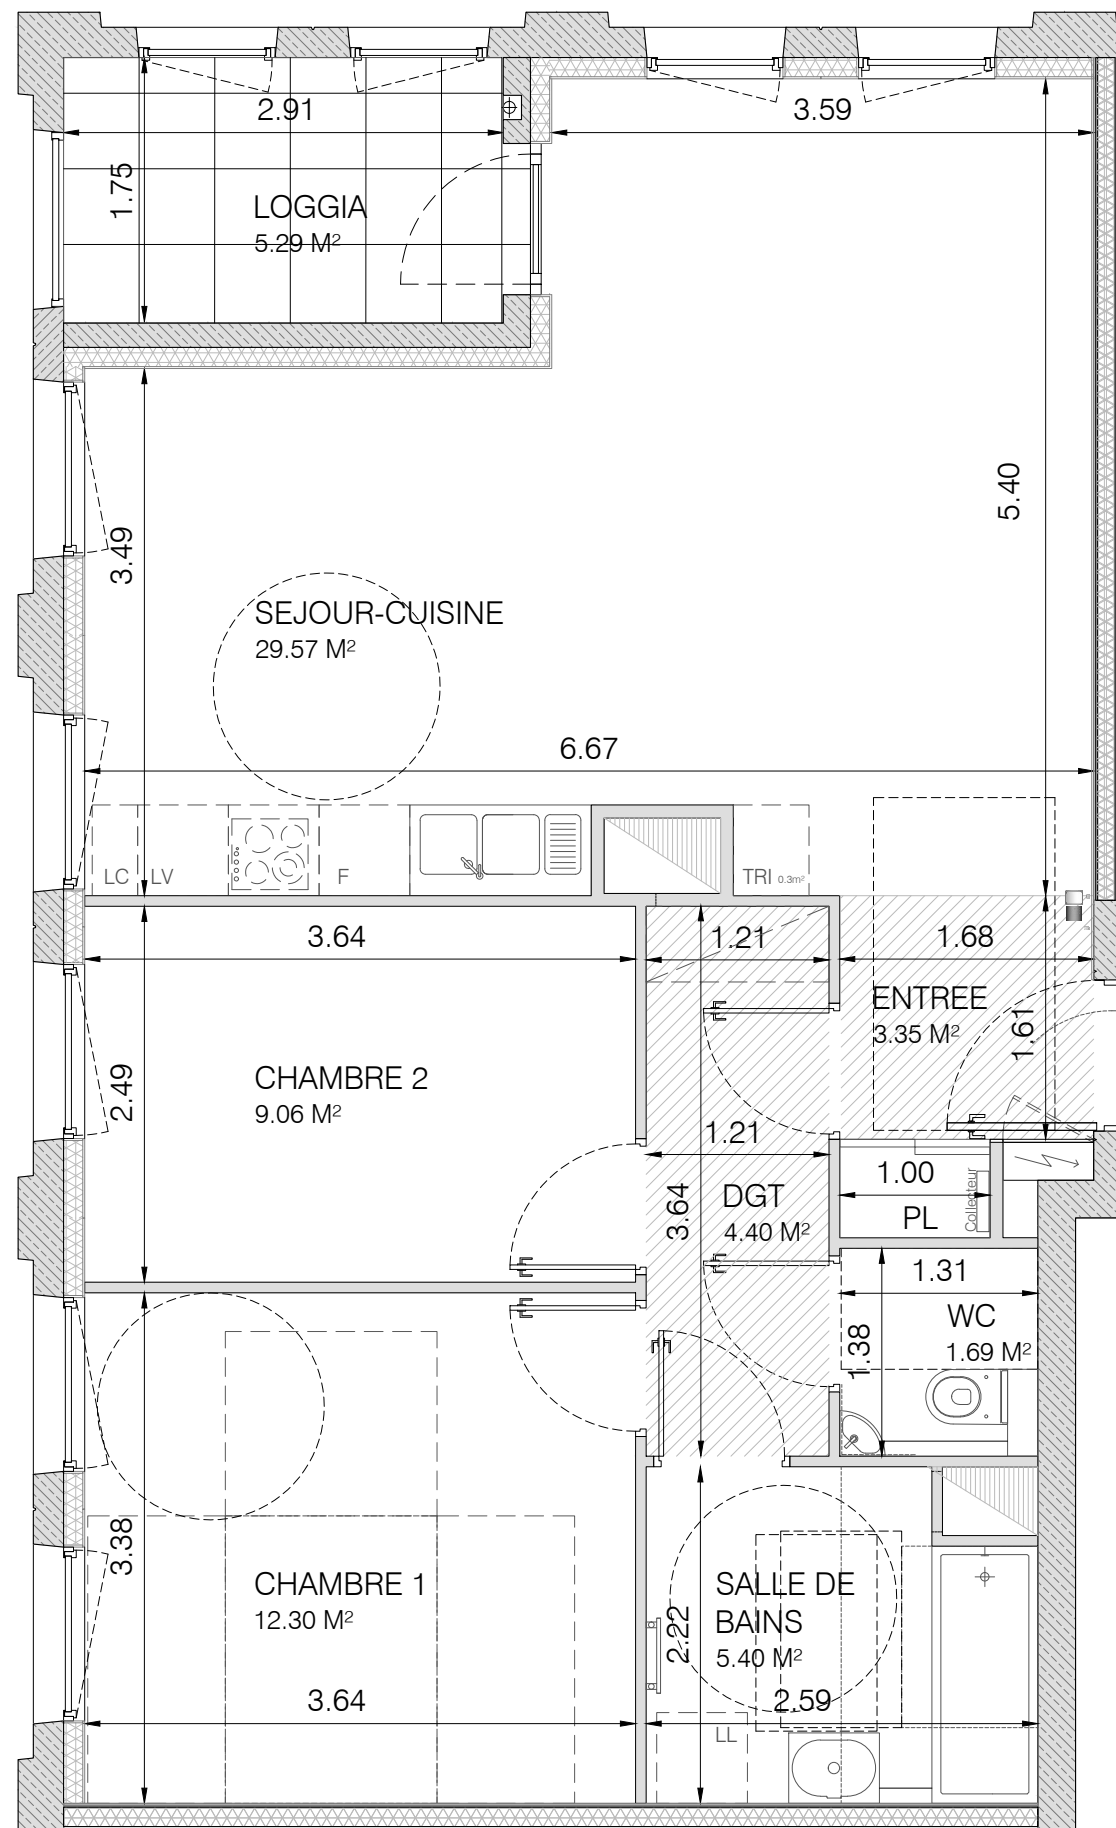 2.91
3.59
1.75
LOGGIA
5.29 M²
5.40
3.49
SEJOUR-CUISINE
29.57 M²
6.67
LC
LV
F
TRI 0.3m²
3.64
1.21
1.68
ENTREE
3.35 M²
1.61
CHAMBRE 2
9.06 M²
2.49
1.21
3.64
DGT
4.40 M²
1.00
PL
Collecteur
1.31
WC
1.69 M²
1.38
3.38
CHAMBRE 1
12.30 M²
3.64
SALLE DE
BAINS
5.40 M²
2.22
2.59
LL